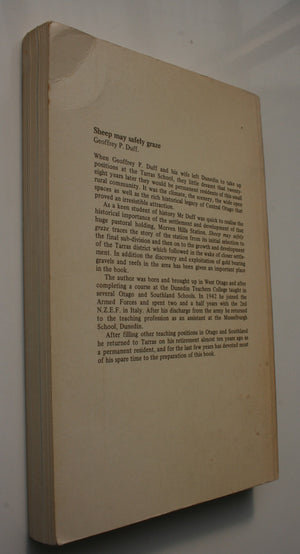 Sheep may safely graze
Geoffrey P. Duff.
When Geoffrey P. Duff and his wife left Dunedin to take up
positions at the Tarras School, they little dreamt that twenty-
eight years later they would be permanent residents of this small
rural community. It was the climate, the scenery, the wide open
spaces as well as the rich historical legacy of Central Otago that
proved an irresistible attraction.
As a keen student of history Mr Duff was quick to realise the
historical importance of the settlement and development of that
huge pastoral holding, Morven Hills Station. Sheep may safely
graze traces the story of the station from its initial selection to
the final sub-division and then on to the growth and development
of the Tarras district which followed in the wake of closer settle-
ment. In addition the discovery and exploitation of gold bearing
gravels and reefs in the area has been given an important place
in the book.
The author was born and brought up in West Otago and after
completing a course at the Dunedin Teachers College taught in
several Otago and Southland Schools. In 1942 he joined the
Armed Forces and spent two and a half years with the 2nd
N.Z.E.F. in Italy. After his discharge from the army he returned
to the teaching profession as an assistant at the Musselburgh
School, Dunedin.
After filling other teaching positions in Otago and Southland
he returned to Tarras on his retirement almost ten years ago as
a permanent resident, and for the last few years has devoted most
of his spare time to the preparation of this book.